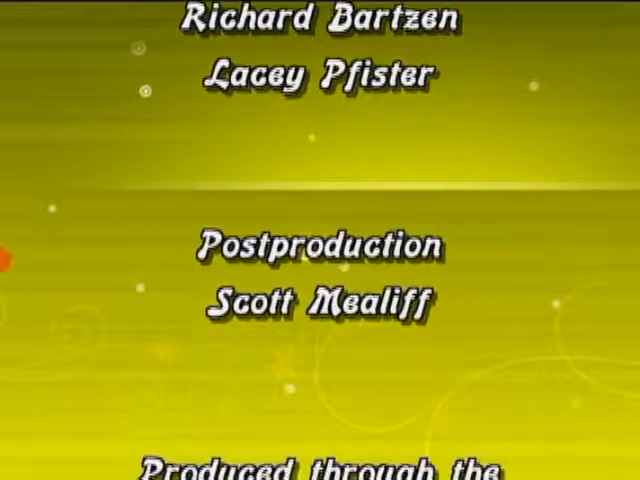 Richard Bartzen
Lacey Pfister
Postproduction
Scott Mealiff
Produced through the